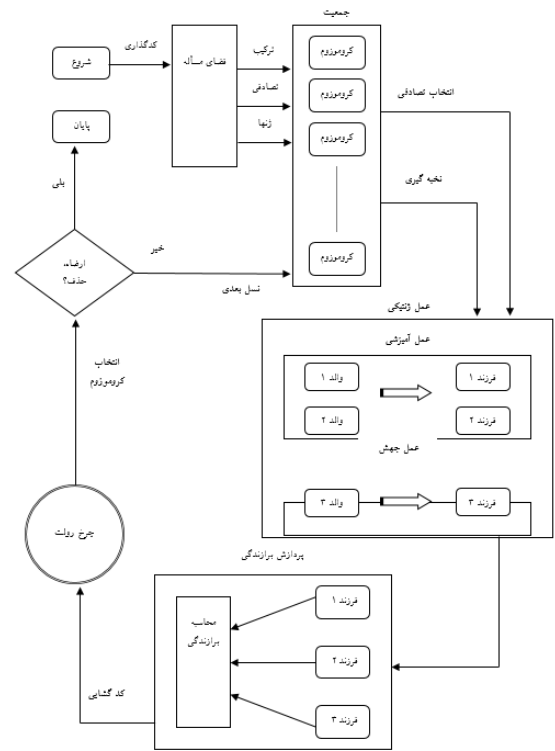 جمعیت
شروع
کدگذاری
فضای مسأله
ترکیب
تصادفی
ژنها
کروموزوم
کروموزوم
کروموزوم
کروموزوم
انتخاب تصادفی
نخبه گیری
پایان
بلی
ارضاء،
حذف؟
خیر
نسل بعدی
عمل ژنتیکی
عمل آمیزشی
والد ۱
فرزند ۱
والد ۲
فرزند ۲
عمل جهش
والد ۳
فرزند ۳
انتخاب
کروموزوم
چرخ رولت
پردازش برازندگی
محاسبه
برازندگی
فرزند ۱
فرزند ۲
فرزند ۳
کد گشایی